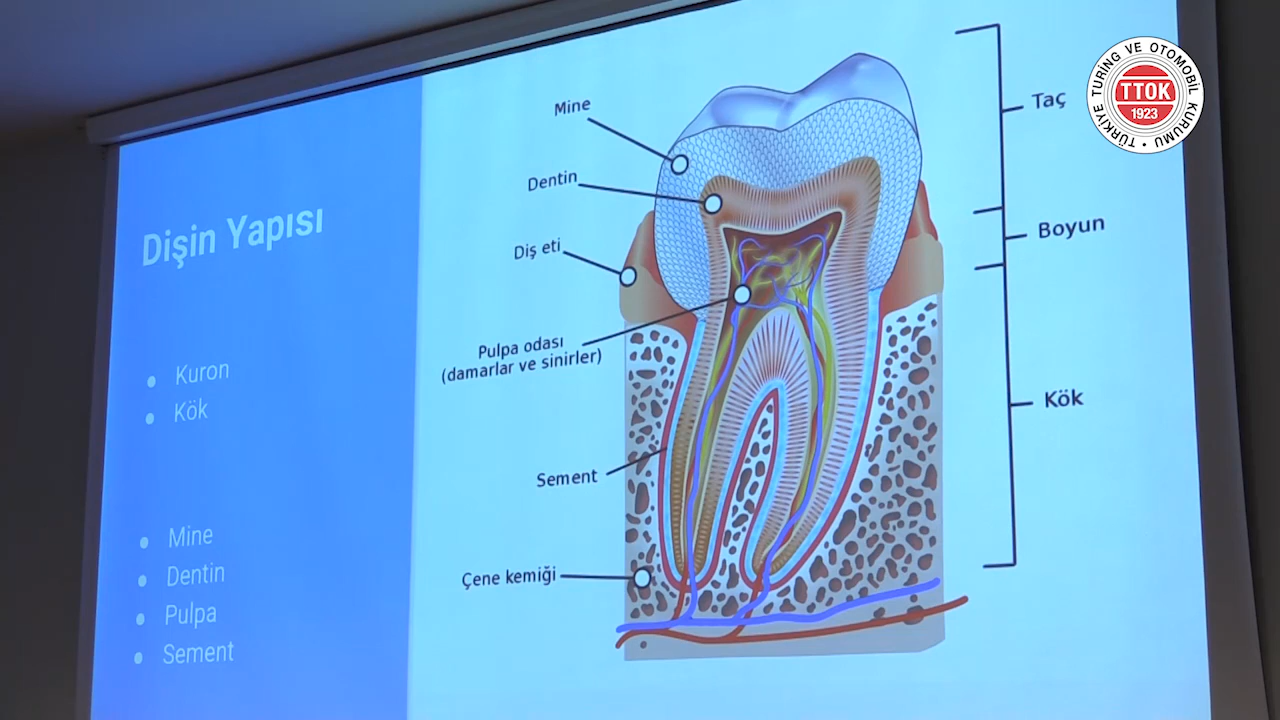 Dişin Yapısı
Kuron
Kök
Mine
Dentin
Pulpa
Sement
Mine
Dentin
Diş eti
Pulpa odası
(damarlar ve sinirler)
Sement
Çene kemiği
Taç
Boyun
Kök
TÜRKİYE TURİNG VE OTOMOBİL KURUMU •
TTOK
1923